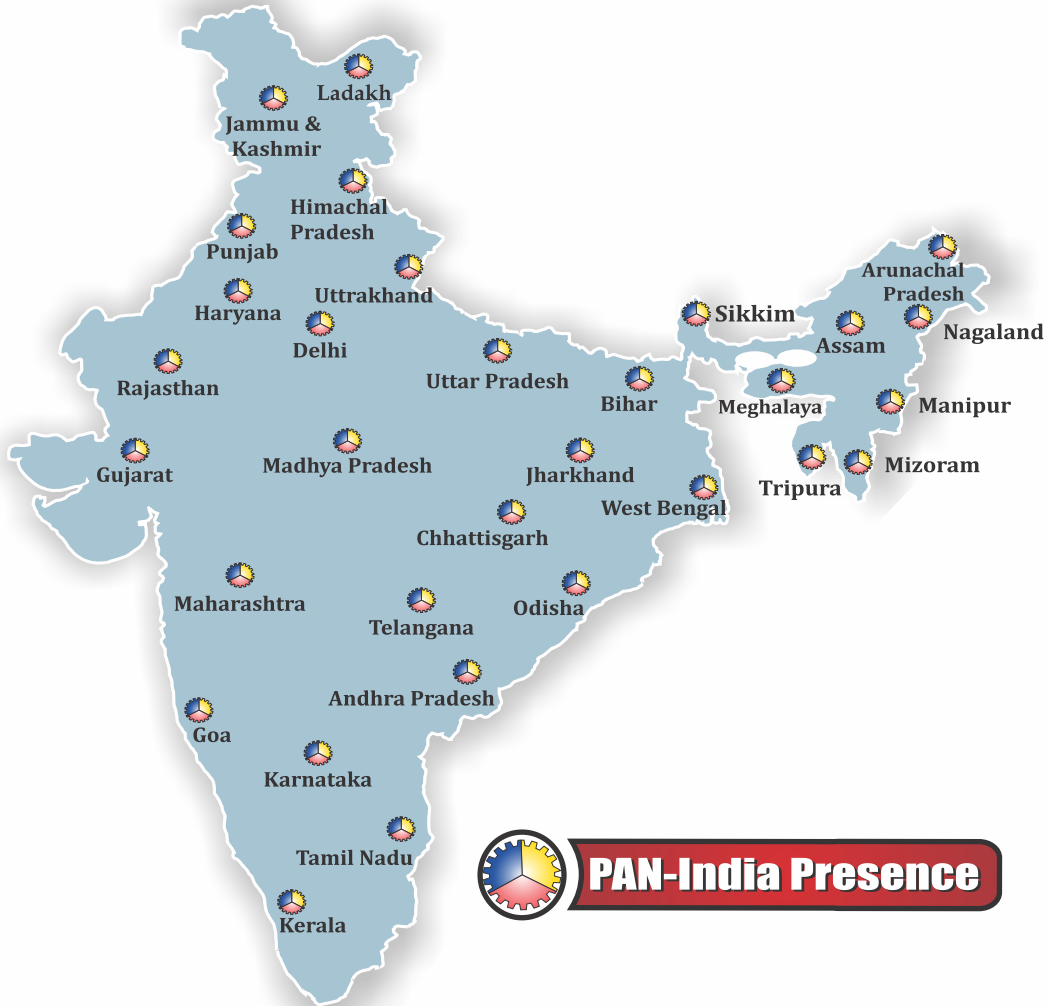 Ladakh
Jammu &
Kashmir
Himachal
Pradesh
Punjab
Uttrakhand
Haryana
Delhi
Rajasthan
Uttar Pradesh
Bihar
Sikkim
Arunachal
Pradesh
Nagaland
Assam
Meghalaya
Manipur
Gujarat
Madhya Pradesh
Jharkhand
West Bengal
Tripura
Mizoram
Chhattisgarh
Maharashtra
Telangana
Odisha
Andhra Pradesh
Goa
Karnataka
Tamil Nadu
Kerala
PAN-India Presence